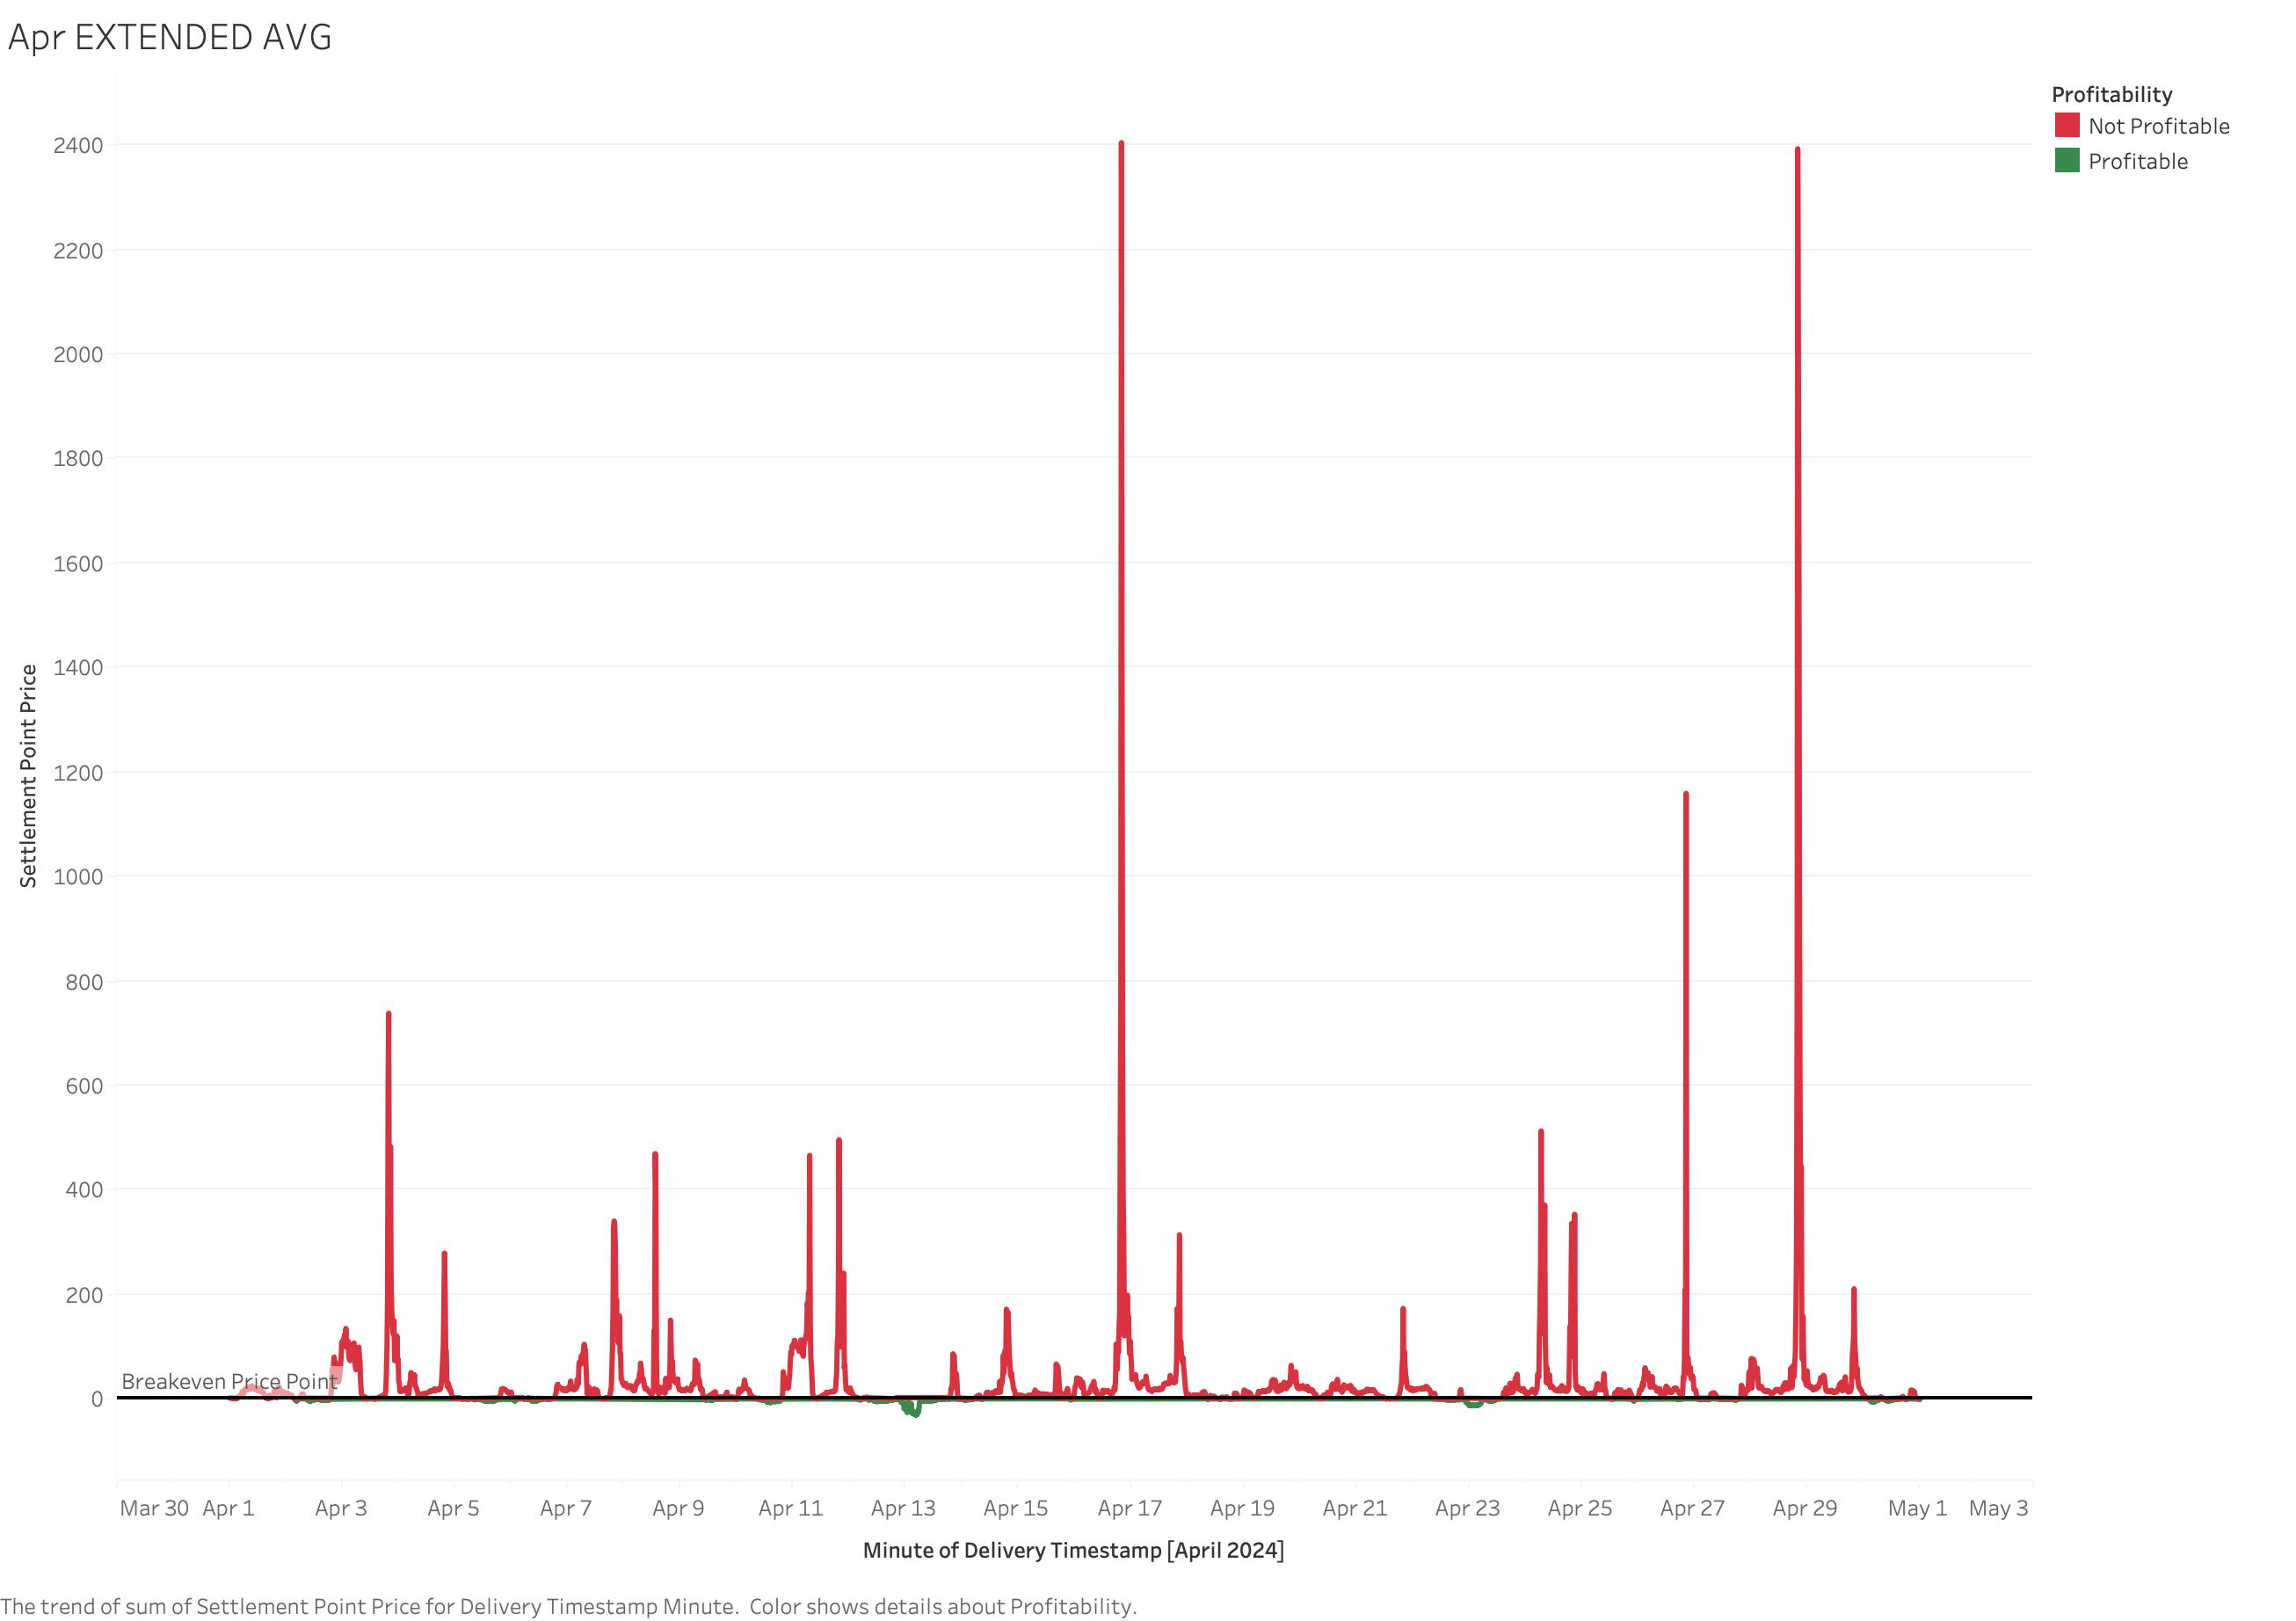 Apr EXTENDED AVG
Profitability
Not Profitable
Profitable
2400
2200
2000
1800
1600
1400
1200
1000
800
600
400
200
0
Settlement Point Price
Breakeven Price Point
Mar 30 Apr 1 Apr 3 Apr 5 Apr 7 Apr 9 Apr 11 Apr 13 Apr 15 Apr 17 Apr 19 Apr 21 Apr 23 Apr 25 Apr 27 Apr 29 May 1 May 3
Minute of Delivery Timestamp [April 2024]
The trend of sum of Settlement Point Price for Delivery Timestamp Minute. Color shows details about Profitability.